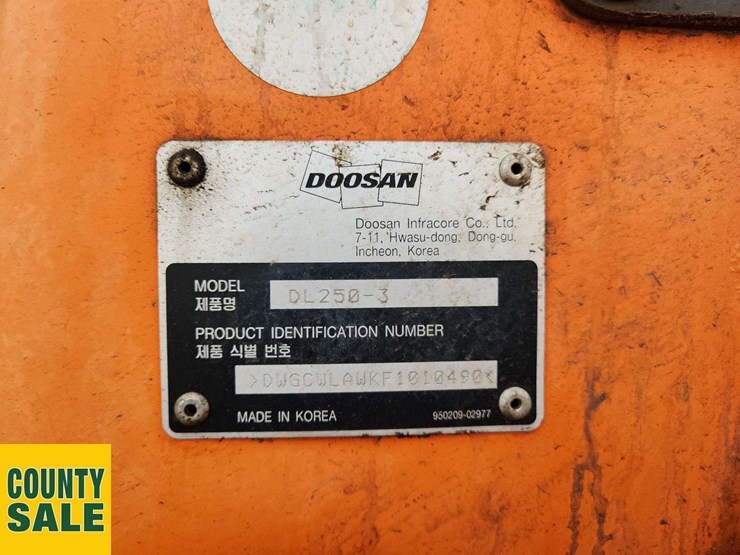 DOOSAN
Doosan Infracore Co., Ltd.
7-11, Hwasu-dong, Dong-gu,
Incheon, Korea
MODEL
제품명
DL250-3
PRODUCT IDENTIFICATION NUMBER
제품 식별 번호
>DWGCWLAWKF1010490<
MADE IN KOREA
950209-02977
COUNTY
SALE